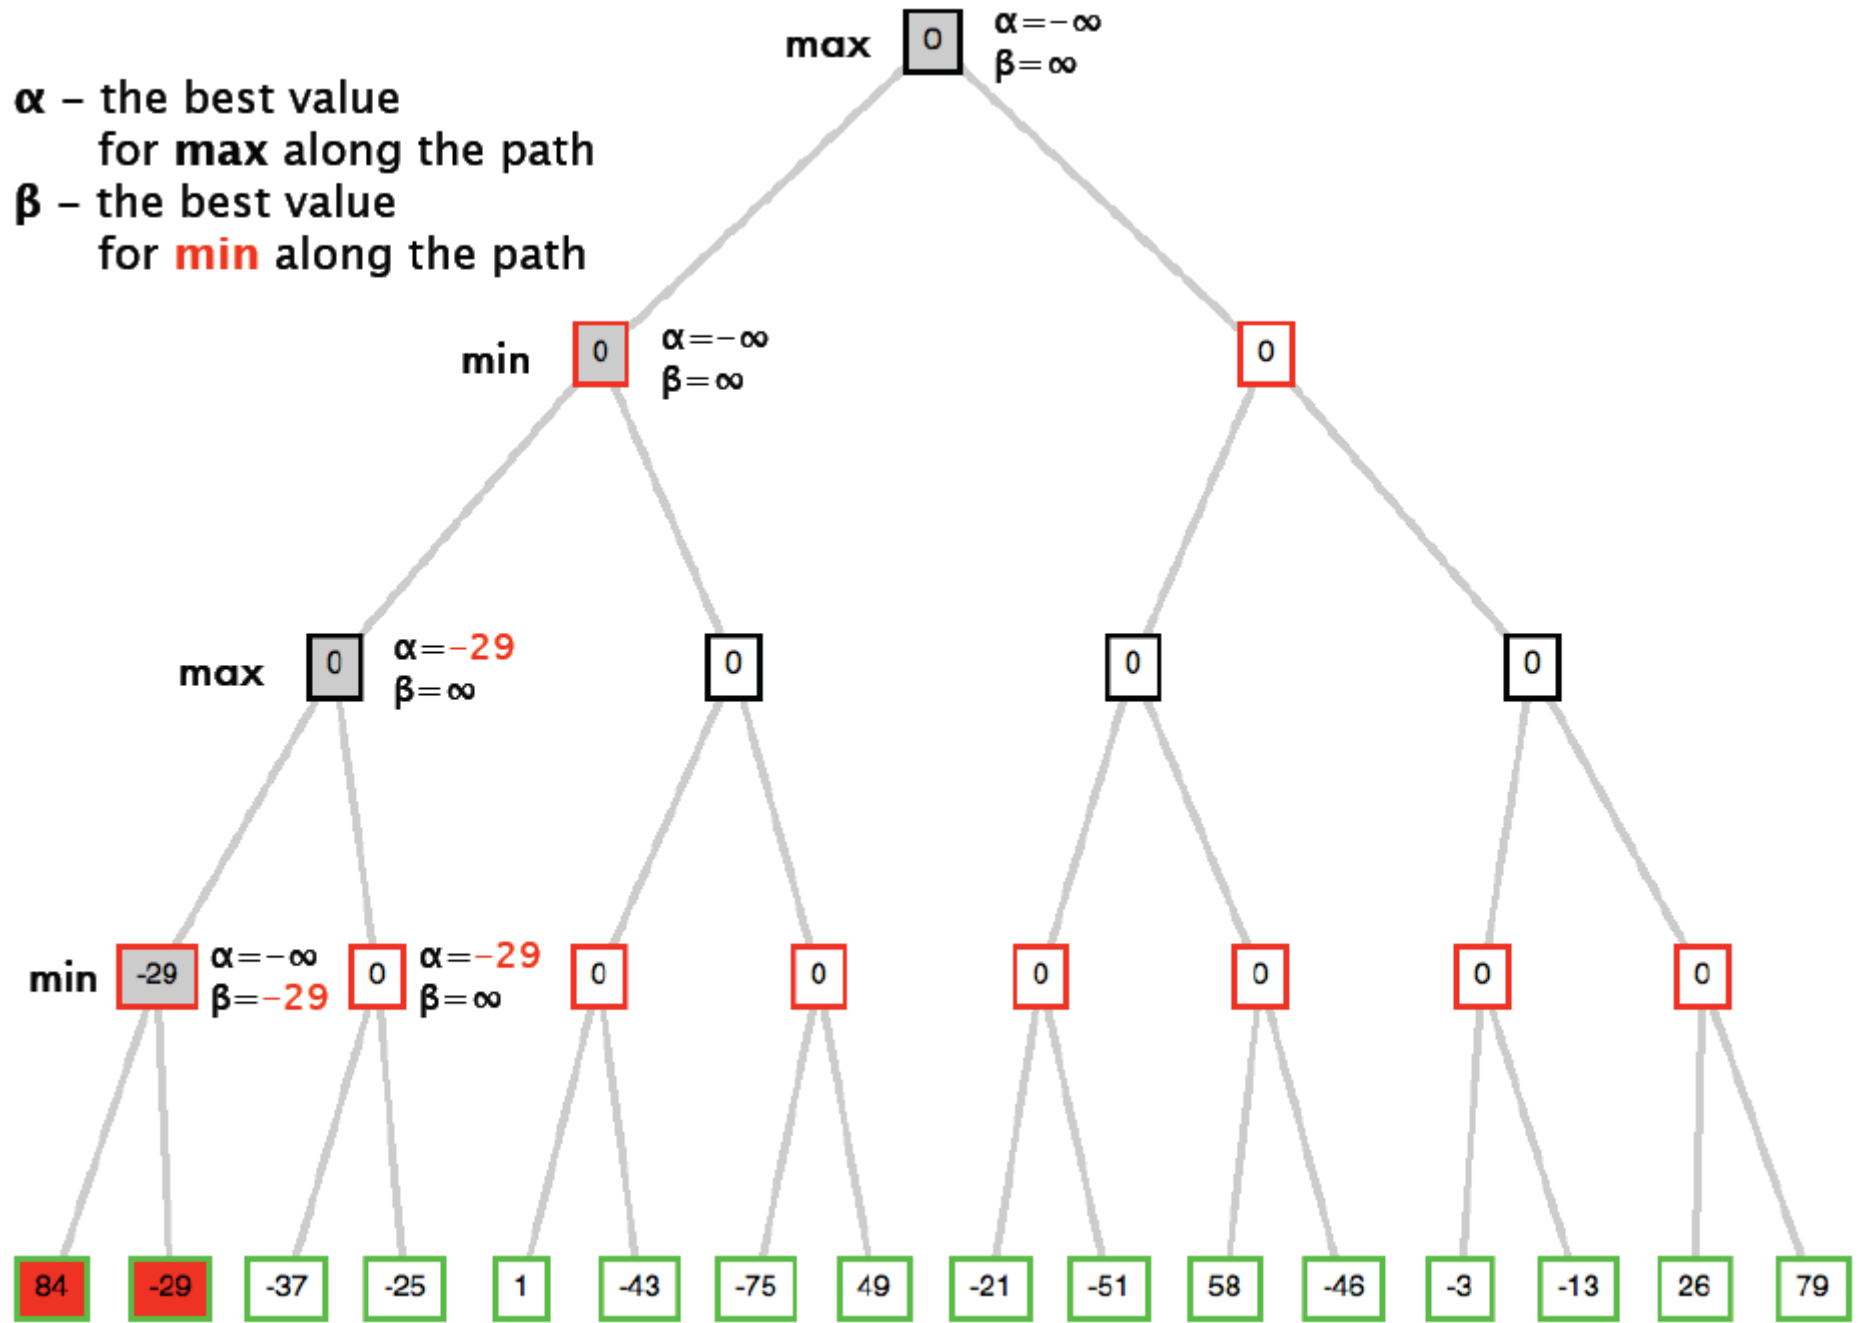 max 0 α=-∞
β=∞
α – the best value
for max along the path
β – the best value
for min along the path
min 0 α=-∞ 0
β=∞
max 0 α=-29 0 0 0
β=∞
min -29 α=-∞ 0 α=-29 0 0 0 0 0 0
β=-29 β=∞
84 -29 -37 -25 1 -43 -75 49 -21 -51 58 -46 -3 -13 26 79